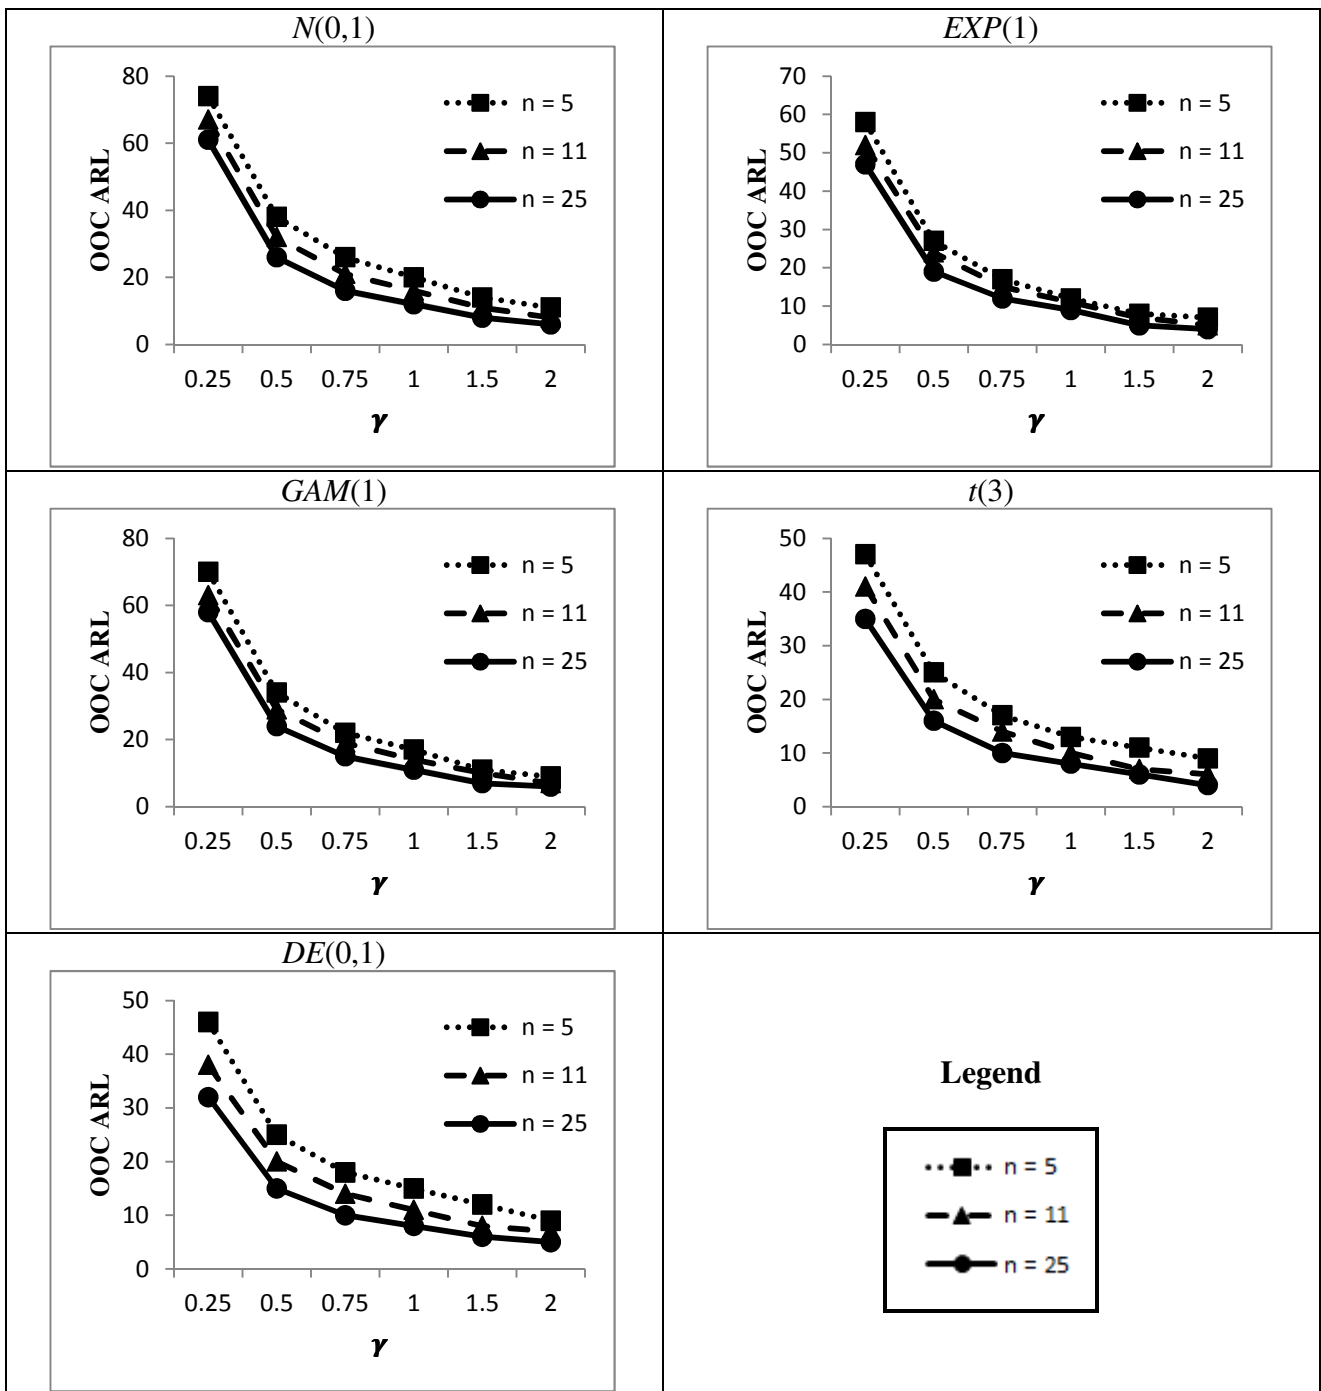 N(0,1)
OOC ARL
80
60
40
20
0
0.25 0.5 0.75 1 1.5 2
γ
n = 5
n = 11
n = 25
EXP(1)
OOC ARL
70
60
50
40
30
20
10
0
0.25 0.5 0.75 1 1.5 2
γ
n = 5
n = 11
n = 25
GAM(1)
OOC ARL
80
60
40
20
0
0.25 0.5 0.75 1 1.5 2
γ
n = 5
n = 11
n = 25
t(3)
OOC ARL
50
40
30
20
10
0
0.25 0.5 0.75 1 1.5 2
γ
n = 5
n = 11
n = 25
DE(0,1)
OOC ARL
50
40
30
20
10
0
0.25 0.5 0.75 1 1.5 2
γ
n = 5
n = 11
n = 25
Legend
n = 5
n = 11
n = 25